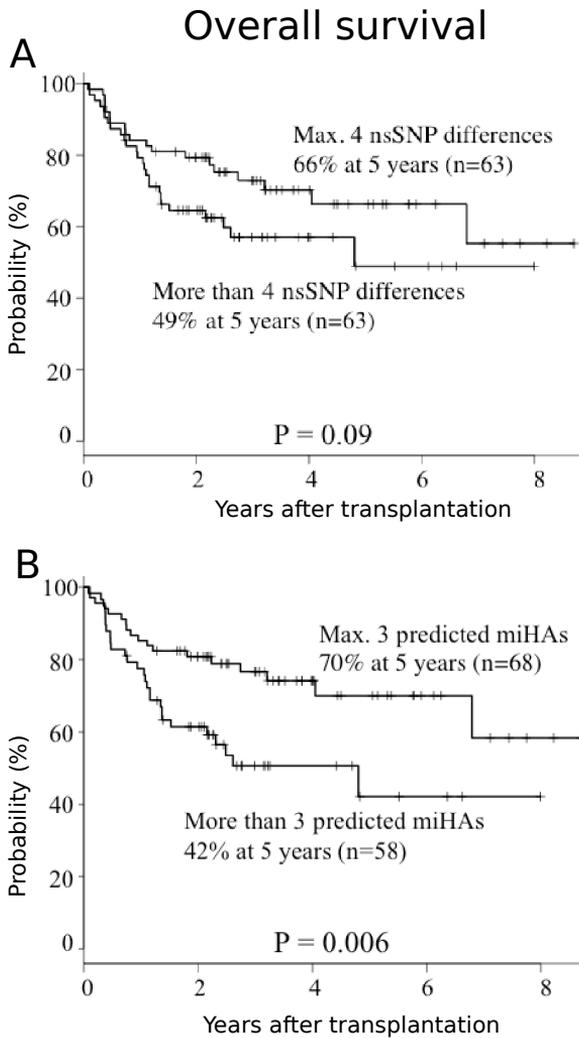 Overall survival
A
100
80
60
40
20
0
Probability (%)
Max. 4 nsSNP differences
66% at 5 years (n=63)
More than 4 nsSNP differences
49% at 5 years (n=63)
P = 0.09
0 2 4 6 8
Years after transplantation
B
100
80
60
40
20
0
Probability (%)
Max. 3 predicted miHAs
70% at 5 years (n=68)
More than 3 predicted miHAs
42% at 5 years (n=58)
P = 0.006
0 2 4 6 8
Years after transplantation